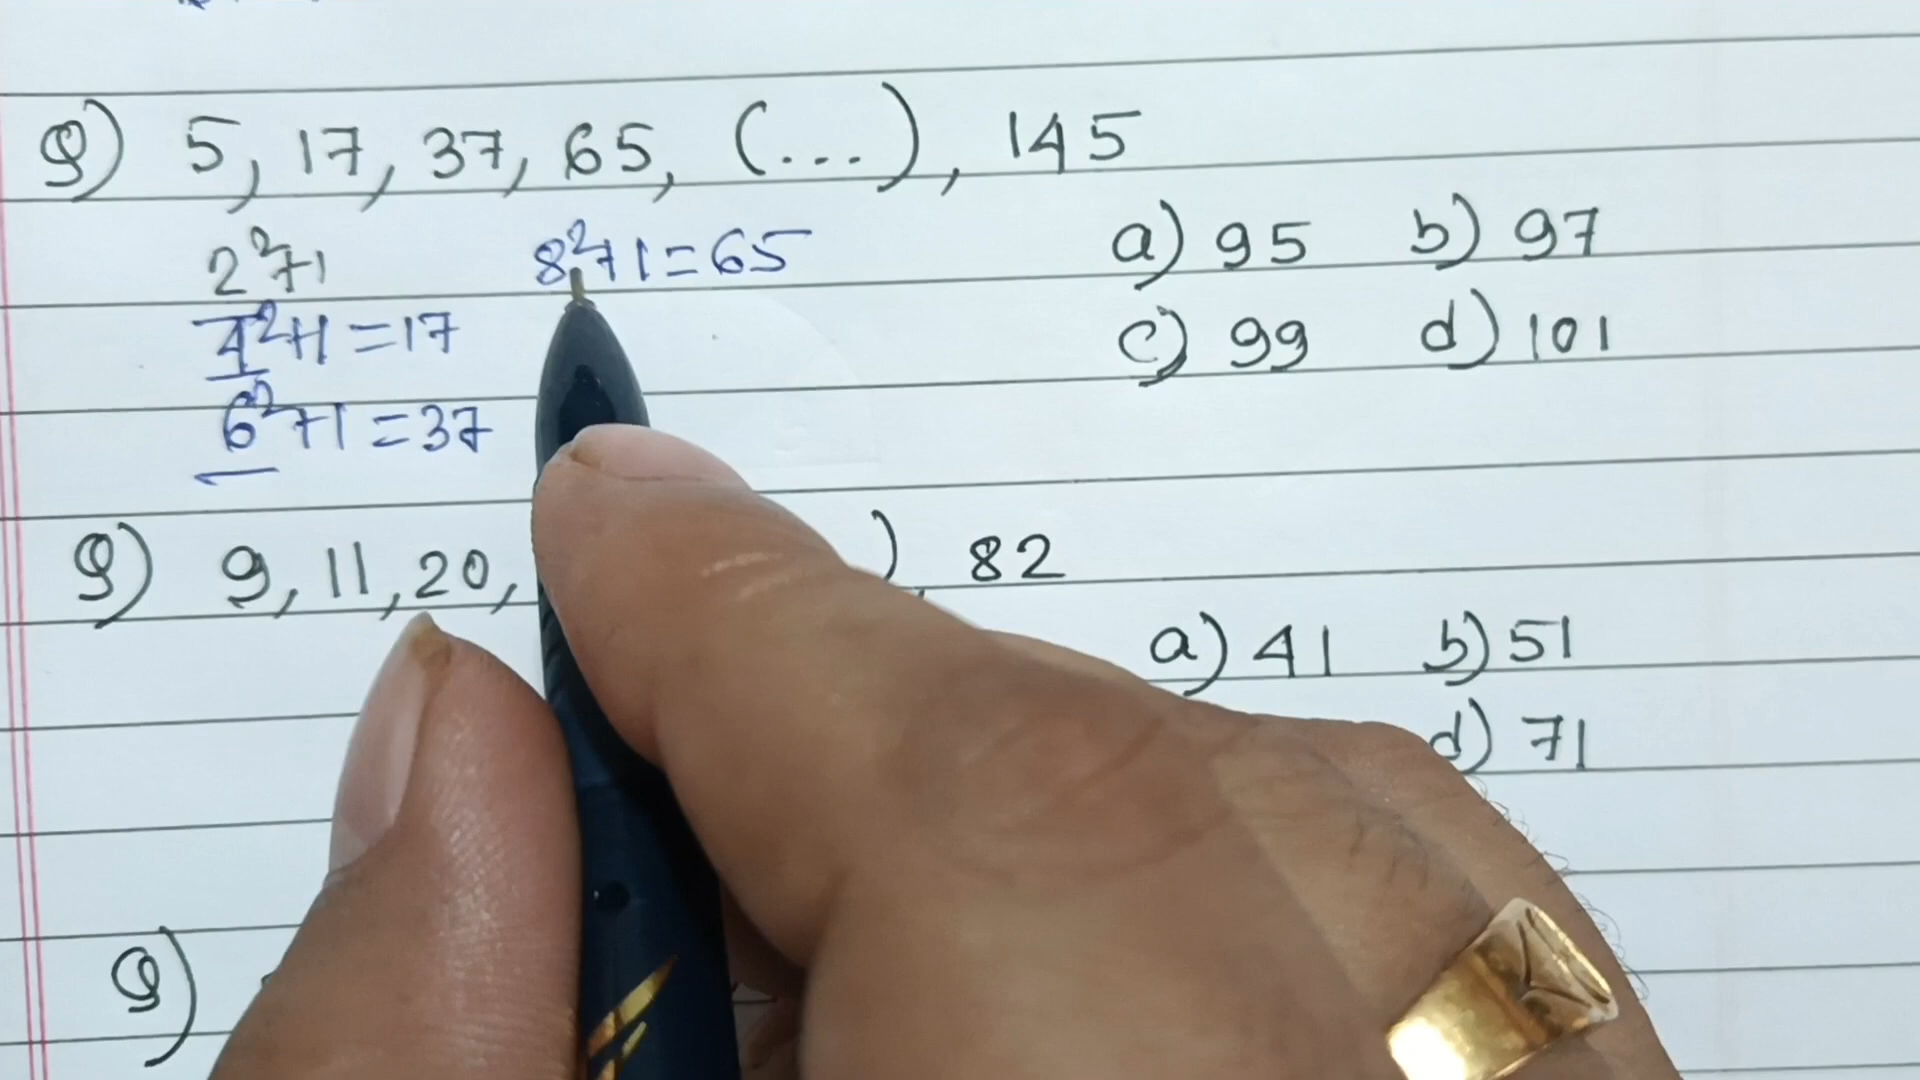 Q) 5, 17, 37, 65, (...), 145
2²+1 8²+1=65 a) 95 b) 97
4²+1=17 c) 99 d) 101
6²+1=37
Q) 9, 11, 20, ), 82
a) 41 b) 51
d) 71
Q)